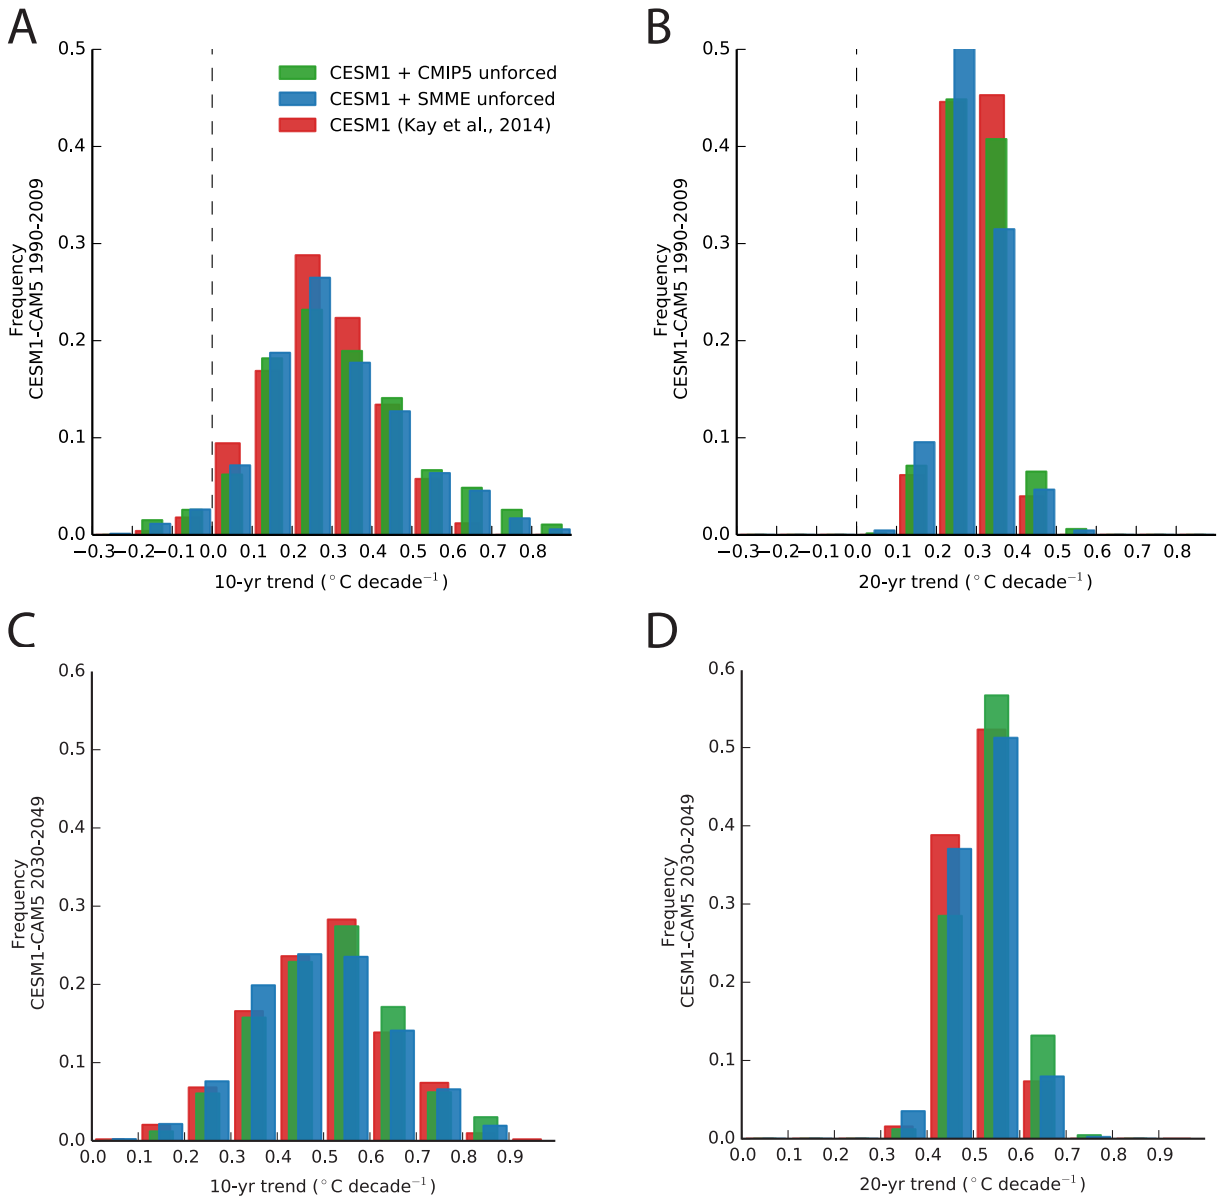 A
0.5
0.4
0.3
0.2
0.1
0.0
Frequency
CESM1-CAM5 1990-2009
CESM1 + CMIP5 unforced
CESM1 + SMME unforced
CESM1 (Kay et al., 2014)
−0.3−0.2−0.1 0.0 0.1 0.2 0.3 0.4 0.5 0.6 0.7 0.8
10-yr trend (°C decade⁻¹)
B
0.5
0.4
0.3
0.2
0.1
0.0
Frequency
CESM1-CAM5 1990-2009
−0.3−0.2−0.1 0.0 0.1 0.2 0.3 0.4 0.5 0.6 0.7 0.8
20-yr trend (°C decade⁻¹)
C
0.6
0.5
0.4
0.3
0.2
0.1
0.0
Frequency
CESM1-CAM5 2030-2049
0.0 0.1 0.2 0.3 0.4 0.5 0.6 0.7 0.8 0.9
10-yr trend (°C decade⁻¹)
D
0.6
0.5
0.4
0.3
0.2
0.1
0.0
Frequency
CESM1-CAM5 2030-2049
0.0 0.1 0.2 0.3 0.4 0.5 0.6 0.7 0.8 0.9
20-yr trend (°C decade⁻¹)